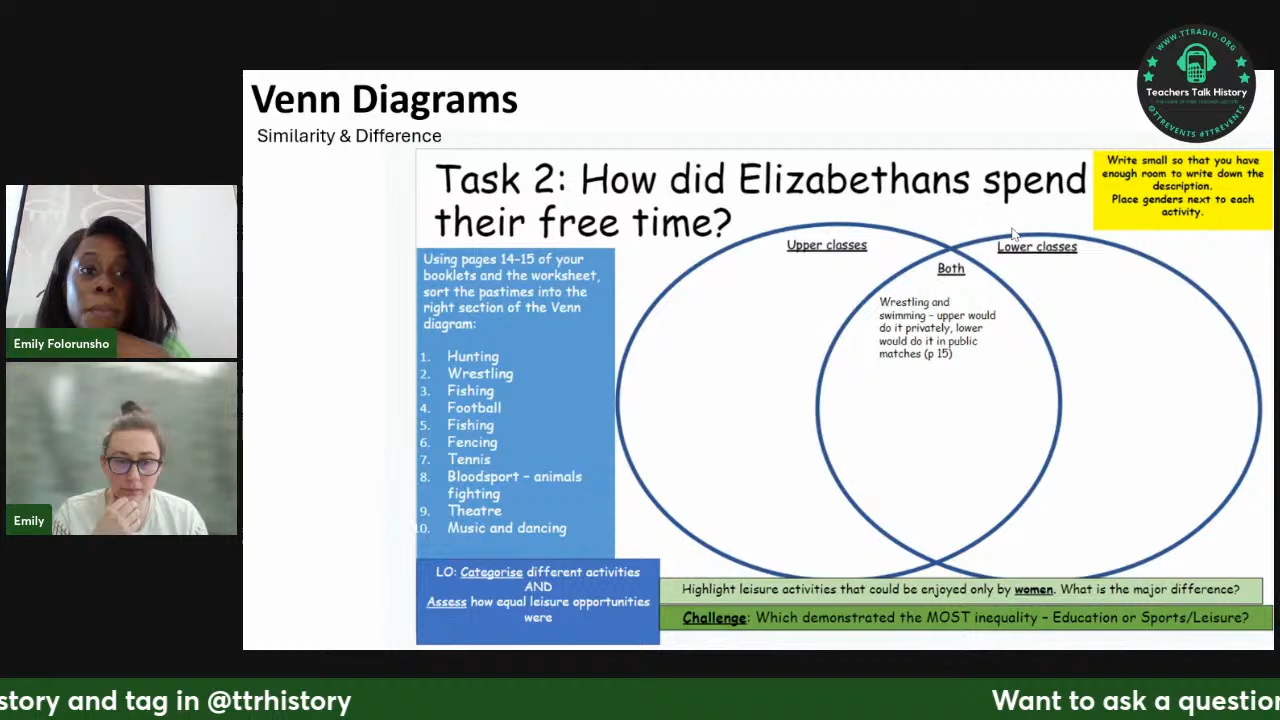 WWW.TTRADIO.ORG
Teachers Talk History
@TTREVENTS #TTREVENTS
Venn Diagrams
Similarity & Difference
Task 2: How did Elizabethans spend
their free time?
Write small so that you have
enough room to write down the
description.
Place genders next to each
activity.
Using pages 14-15 of your
booklets and the worksheet,
sort the pastimes into the
right section of the Venn
diagram:
1. Hunting
2. Wrestling
3. Fishing
4. Football
5. Fishing
6. Fencing
7. Tennis
8. Bloodsport – animals
fighting
9. Theatre
10. Music and dancing
Upper classes
Both
Lower classes
Wrestling and
swimming – upper would
do it privately, lower
would do it in public
matches (p 15)
LO: Categorise different activities
AND
Assess how equal leisure opportunities
were
Highlight leisure activities that could be enjoyed only by women. What is the major difference?
Challenge: Which demonstrated the MOST inequality – Education or Sports/Leisure?
Emily Folorunsho
Emily
story and tag in @ttrhistory
Want to ask a question